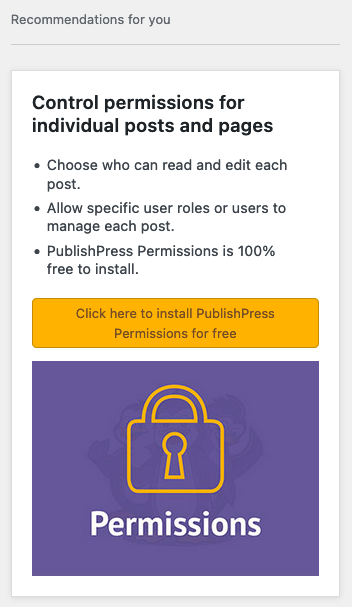 Recommendations for you
Control permissions for
individual posts and pages
• Choose who can read and edit each
post.
• Allow specific user roles or users to
manage each post.
• PublishPress Permissions is 100%
free to install.
Click here to install PublishPress
Permissions for free
Permissions